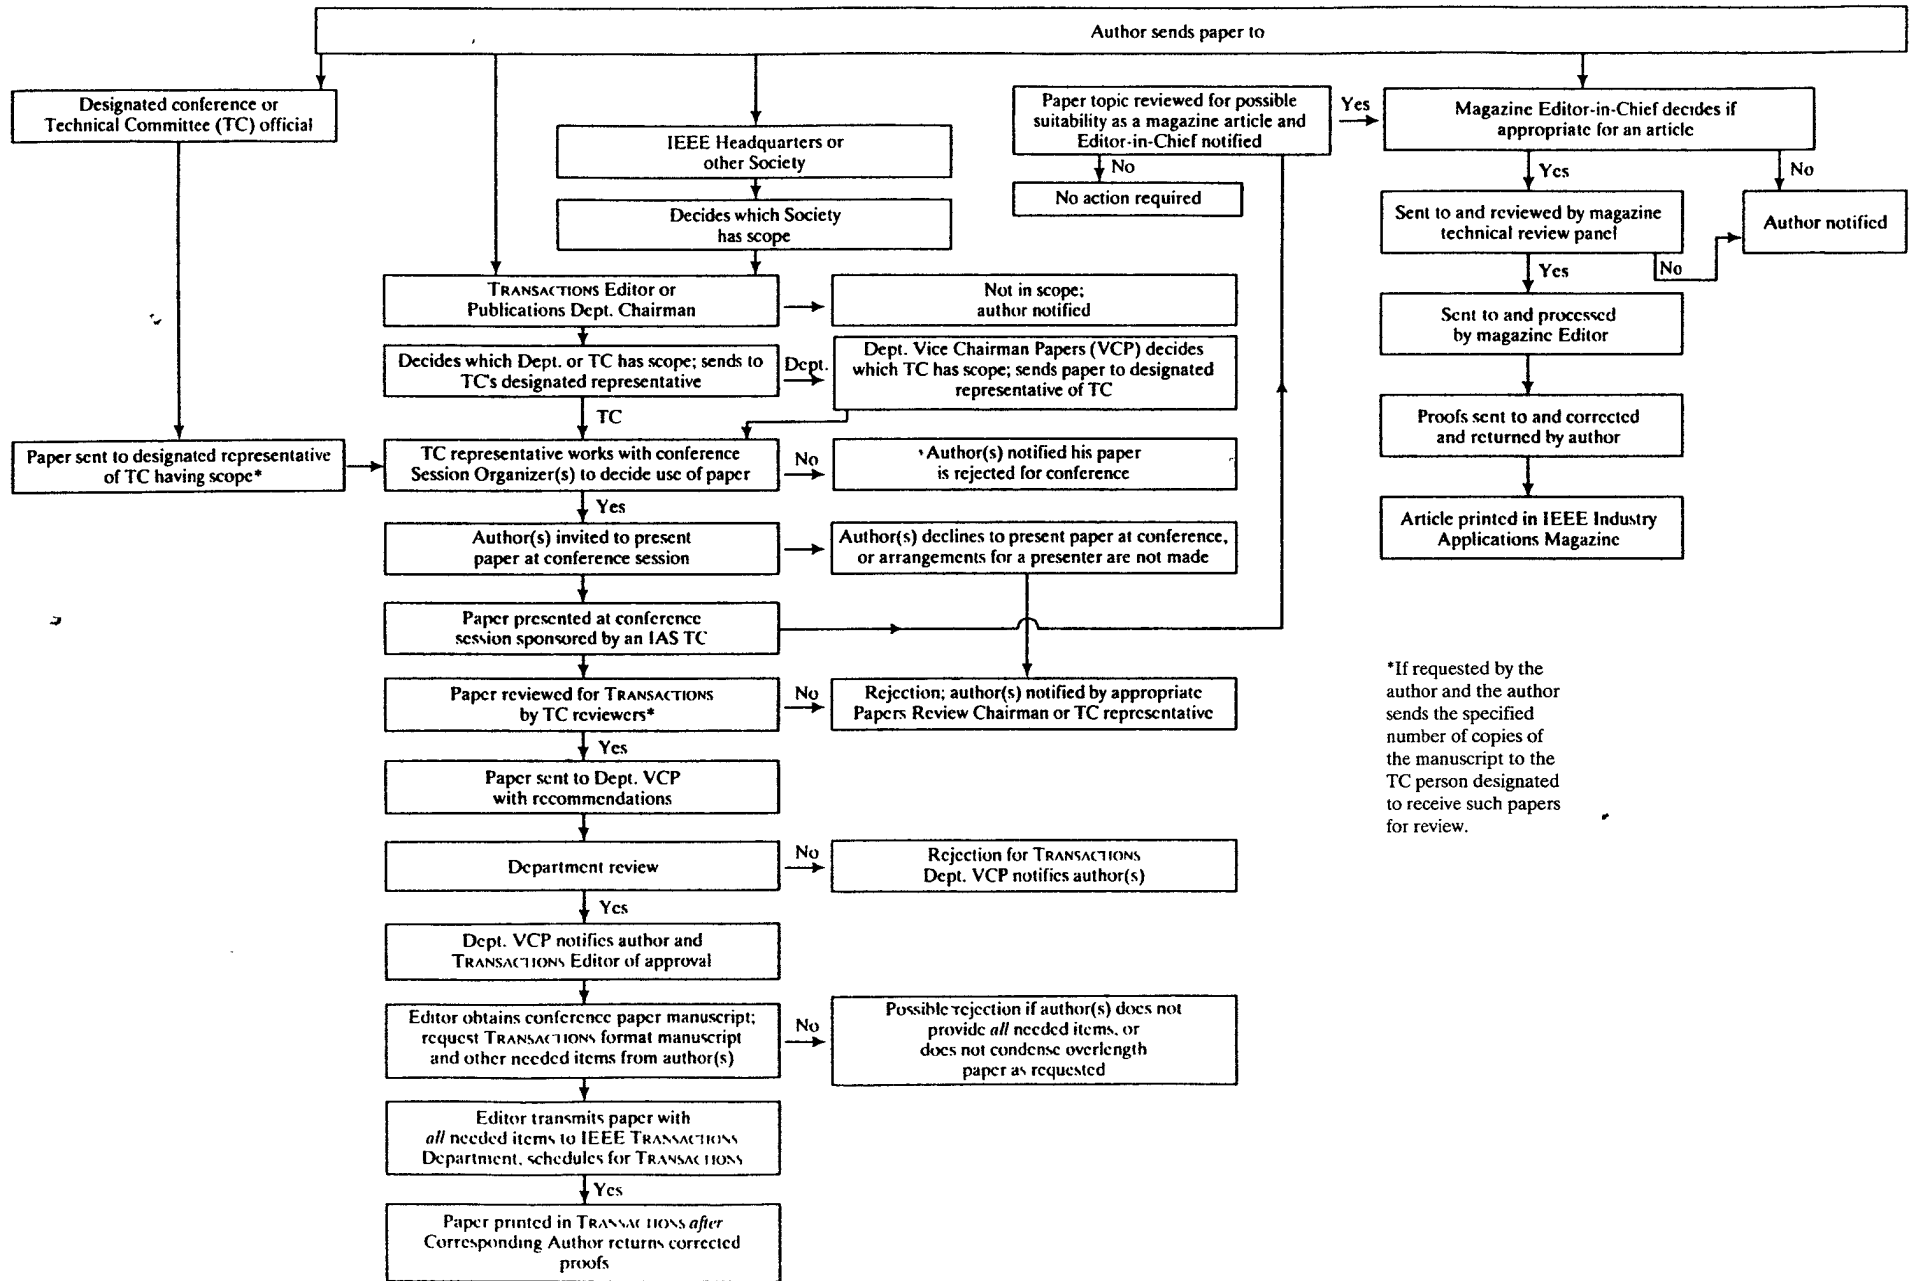 Author sends paper to
Designated conference or
Technical Committee (TC) official
IEEE Headquarters or
other Society
Decides which Society
has scope
Paper topic reviewed for possible
suitability as a magazine article and
Editor-in-Chief notified
Yes
No
No action required
Magazine Editor-in-Chief decides if
appropriate for an article
Yes
No
Sent to and reviewed by magazine
technical review panel
Author notified
Yes
No
Sent to and processed
by magazine Editor
Proofs sent to and corrected
and returned by author
Article printed in IEEE Industry
Applications Magazine
TRANSACTIONS Editor or
Publications Dept. Chairman
Not in scope;
author notified
Decides which Dept. or TC has scope; sends to
TC's designated representative
Dept.
Dept. Vice Chairman Papers (VCP) decides
which TC has scope; sends paper to designated
representative of TC
TC
Paper sent to designated representative
of TC having scope*
TC representative works with conference
Session Organizer(s) to decide use of paper
No
Author(s) notified his paper
is rejected for conference
Yes
Author(s) invited to present
paper at conference session
Author(s) declines to present paper at conference,
or arrangements for a presenter are not made
Paper presented at conference
session sponsored by an IAS TC
Paper reviewed for TRANSACTIONS
by TC reviewers*
No
Rejection; author(s) notified by appropriate
Papers Review Chairman or TC representative
Yes
Paper sent to Dept. VCP
with recommendations
Department review
No
Rejection for TRANSACTIONS
Dept. VCP notifies author(s)
Yes
Dept. VCP notifies author and
TRANSACTIONS Editor of approval
Editor obtains conference paper manuscript;
request TRANSACTIONS format manuscript
and other needed items from author(s)
No
Possible rejection if author(s) does not
provide all needed items, or
does not condense overlength
paper as requested
Editor transmits paper with
all needed items to IEEE TRANSACTIONS
Department, schedules for TRANSACTIONS
Yes
Paper printed in TRANSACTIONS after
Corresponding Author returns corrected
proofs
*If requested by the
author and the author
sends the specified
number of copies of
the manuscript to the
TC person designated
to receive such papers
for review.